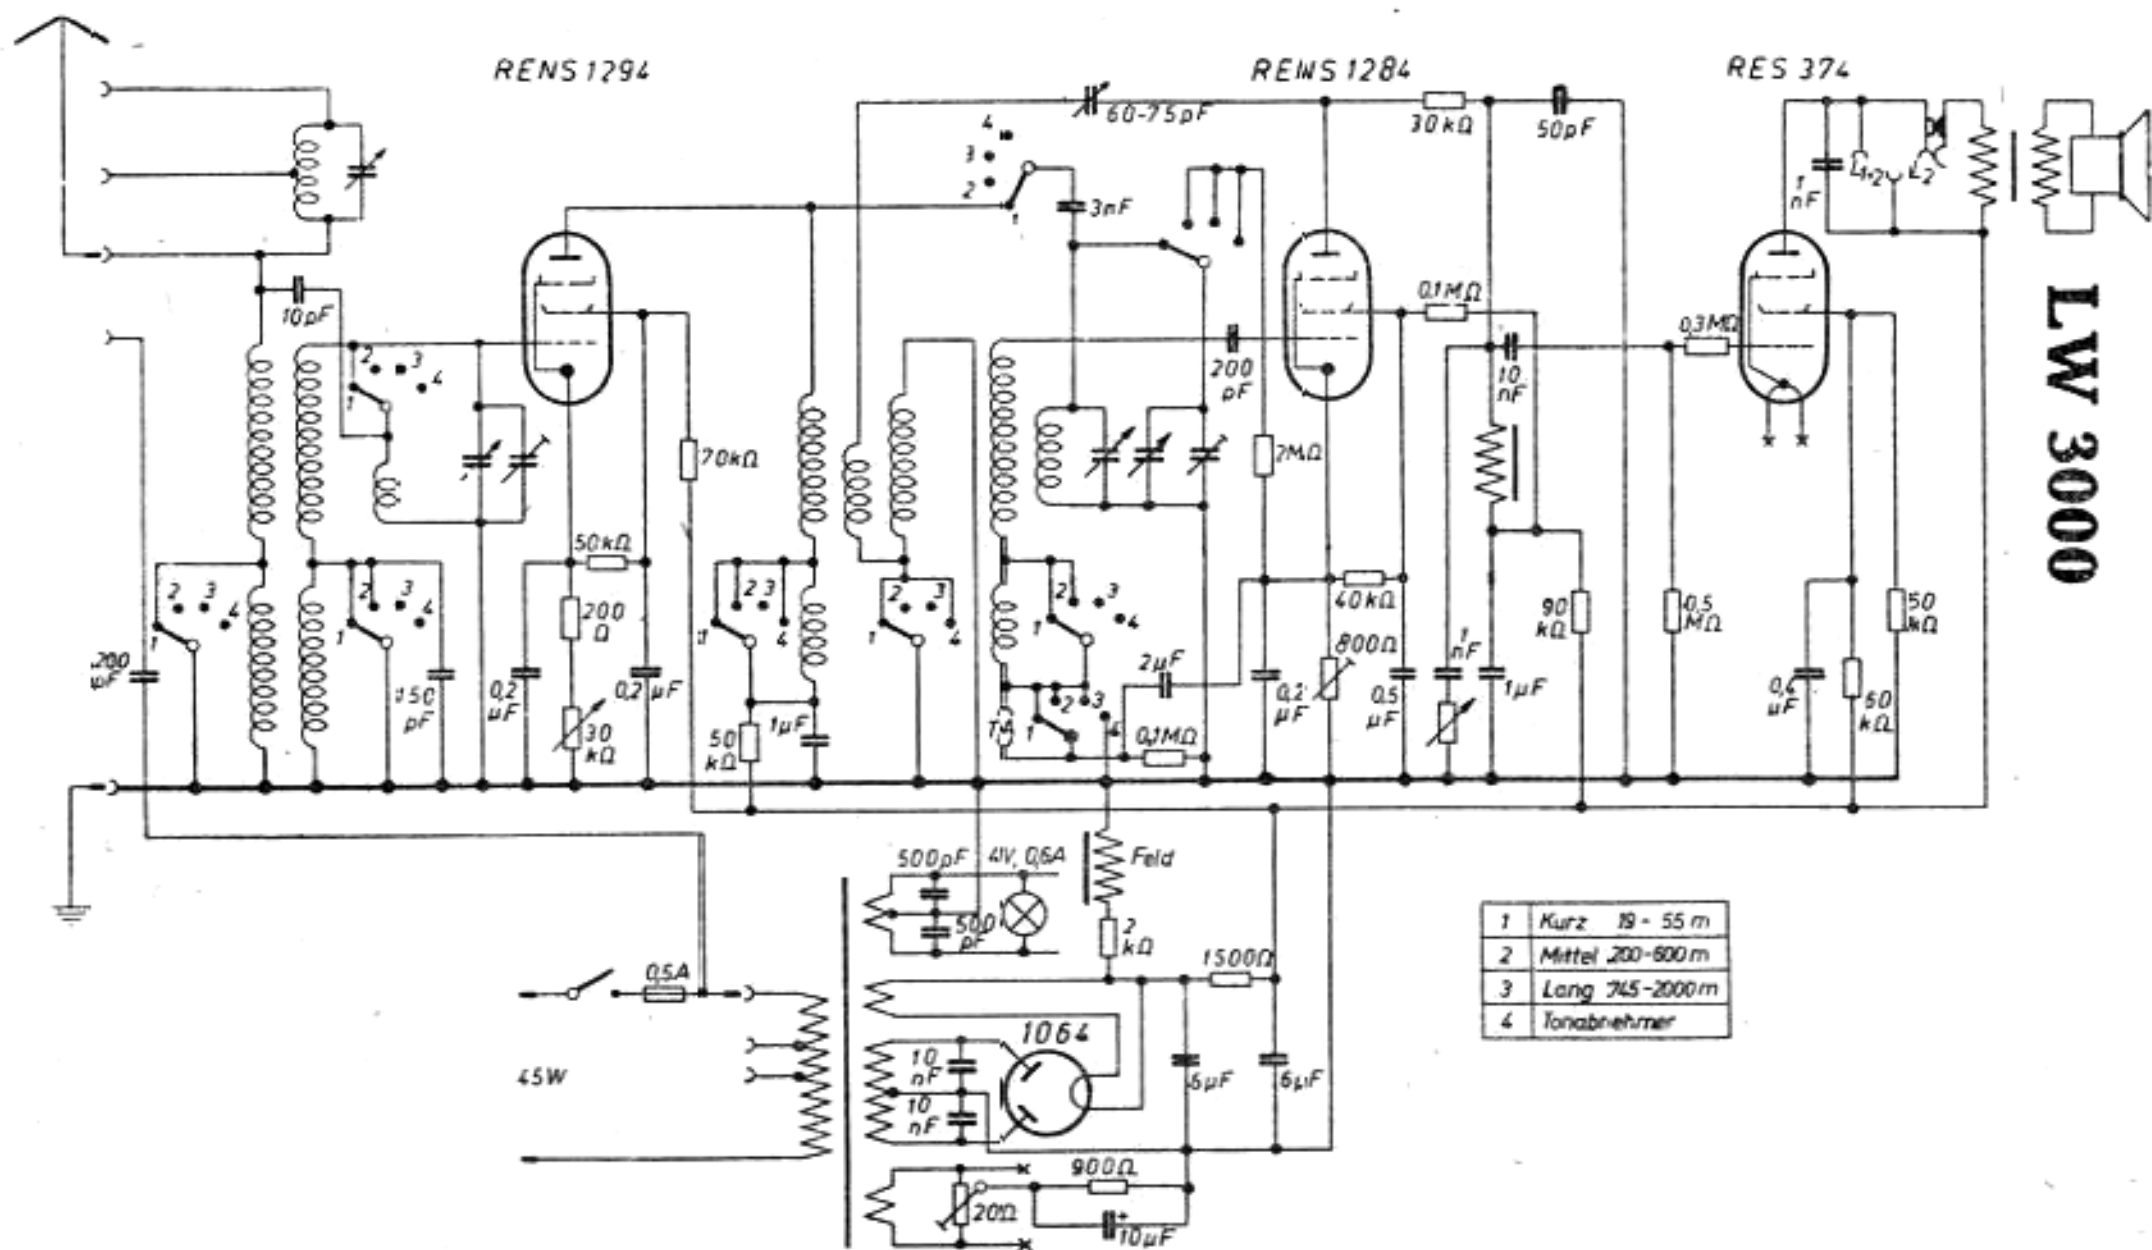 RENS 1294
RENS 1284
RES 374
LW 3000
60-75pF
30kΩ
50pF
4
3
2
1
3nF
1
nF
L1+2
L2
10pF
0,1MΩ
0,3MΩ
2
3
4
1
200
pF
10
nF
70kΩ
2MΩ
50kΩ
40kΩ
2
3
4
1
2
3
4
1
200
Ω
2 3
1
4
2
3
1
4
2
3
4
1
800Ω
1
nF
90
kΩ
0,5
MΩ
50
kΩ
200
pF
150
pF
0,2
µF
0,2 µF
30
kΩ
50
kΩ
1µF
2µF
2
3
4
1
TA
0,1MΩ
0,2
µF
0,5
µF
1µF
0,4
µF
60
kΩ
500pF
4V, 0,6A
Feld
500
pF
2
kΩ
1500Ω
0,5A
45W
10
nF
10
nF
1064
6µF
6µF
900Ω
20Ω
+
10µF
1 Kurz 19 - 55 m
2 Mittel 200-600 m
3 Lang 745-2000 m
4 Tonabnehmer